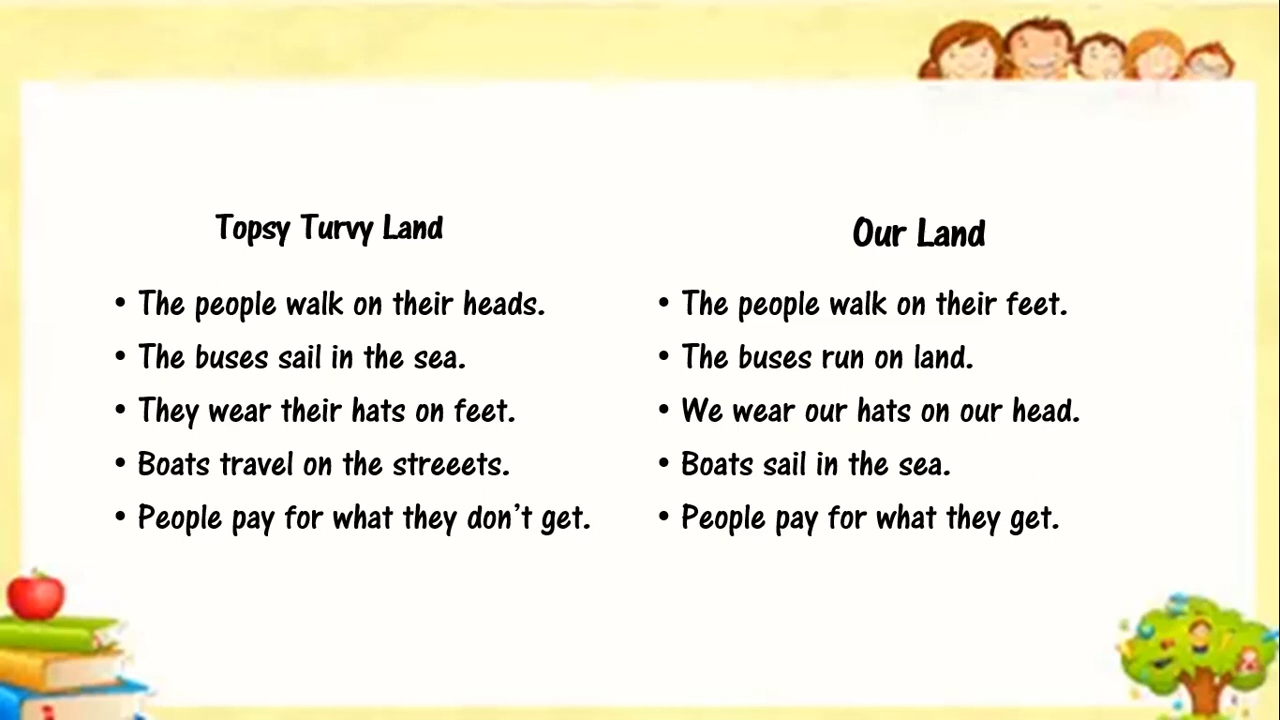 Topsy Turvy Land
• The people walk on their heads.
• The buses sail in the sea.
• They wear their hats on feet.
• Boats travel on the streeets.
• People pay for what they don't get.
Our Land
• The people walk on their feet.
• The buses run on land.
• We wear our hats on our head.
• Boats sail in the sea.
• People pay for what they get.